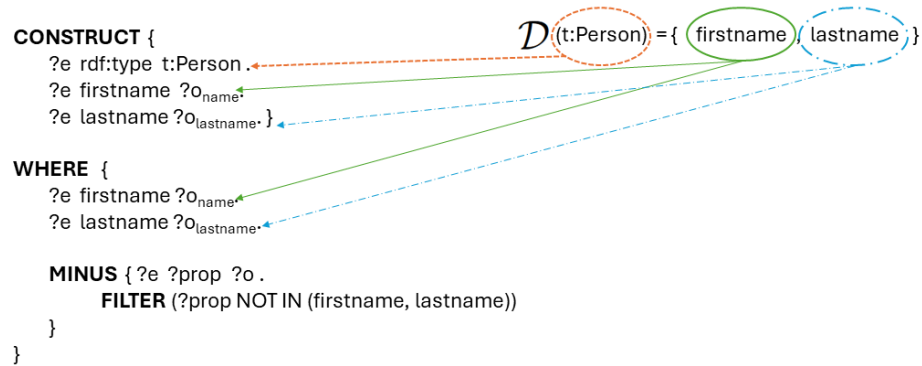 𝒟 (t:Person) = { firstname , lastname }
CONSTRUCT {
?e rdf:type t:Person .
?e firstname ?oname.
?e lastname ?olastname. }
WHERE {
?e firstname ?oname.
?e lastname ?olastname.
MINUS { ?e ?prop ?o .
FILTER (?prop NOT IN (firstname, lastname))
}
}